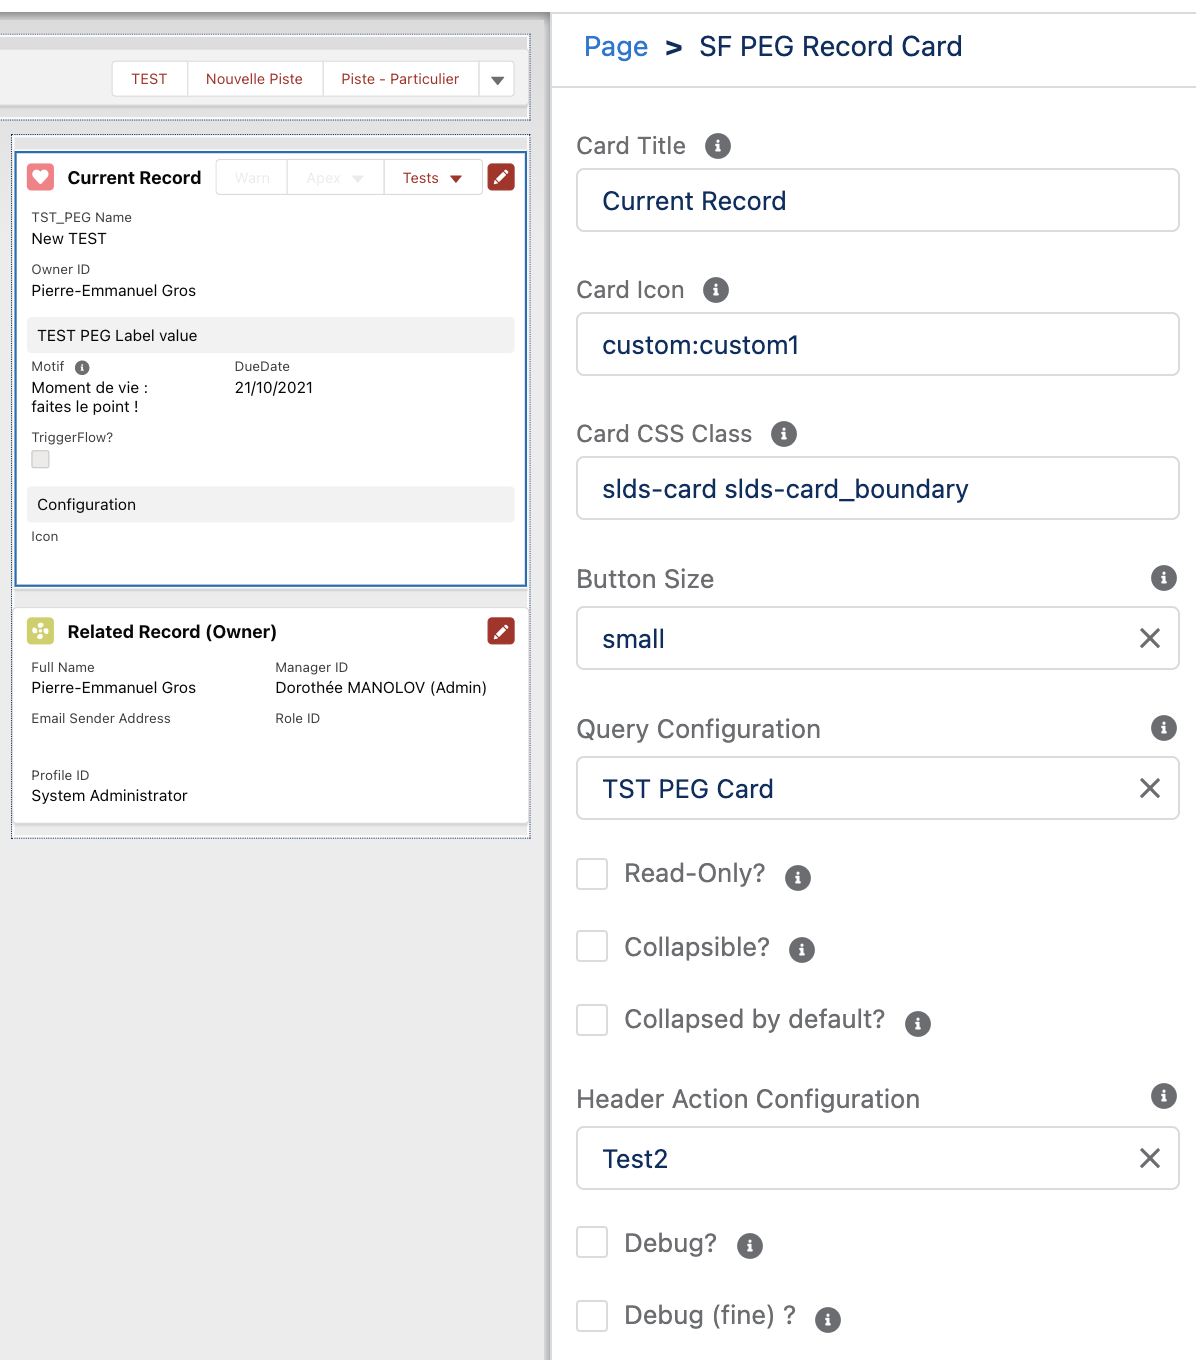 TEST
Nouvelle Piste
Piste - Particulier
Current Record
Warn
Apex
Tests
TST_PEG Name
New TEST
Owner ID
Pierre-Emmanuel Gros
TEST PEG Label value
Motif
DueDate
Moment de vie :
faites le point !
21/10/2021
TriggerFlow?
Configuration
Icon
Related Record (Owner)
Full Name
Manager ID
Pierre-Emmanuel Gros
Dorothée MANOLOV (Admin)
Email Sender Address
Role ID
Profile ID
System Administrator
Page > SF PEG Record Card
Card Title
Current Record
Card Icon
custom:custom1
Card CSS Class
slds-card slds-card_boundary
Button Size
small
Query Configuration
TST PEG Card
Read-Only?
Collapsible?
Collapsed by default?
Header Action Configuration
Test2
Debug?
Debug (fine) ?